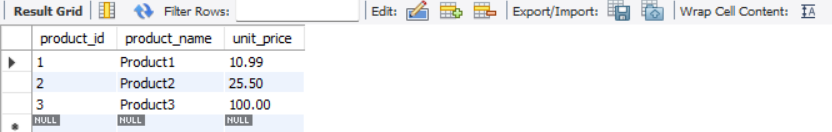 Result Grid Filter Rows: Edit: Export/Import: Wrap Cell Content: IA
product_id product_name unit_price
1 Product1 10.99
2 Product2 25.50
3 Product3 100.00
NULL NULL NULL